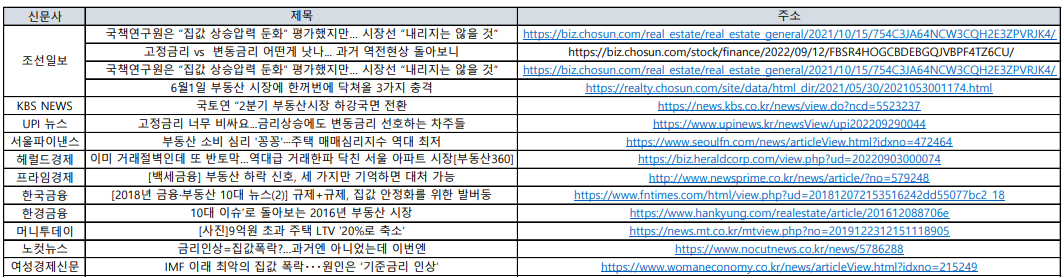 신문사 제목 주소
조선일보
국책연구원은 "집값 상승압력 둔화" 평가했지만... 시장선 "내리지는 않을 것" https://biz.chosun.com/real_estate/real_estate_general/2021/10/15/754C3JA64NCW3CQH2E3ZPVRJK4/
고정금리 vs 변동금리 어떤게 낫나... 과거 역전현상 돌아보니 https://biz.chosun.com/stock/finance/2022/09/12/FBSR4HOGCBDEBGQJVBPF4TZ6CU/
국책연구원은 "집값 상승압력 둔화" 평가했지만... 시장선 "내리지는 않을 것" https://biz.chosun.com/real_estate/real_estate_general/2021/10/15/754C3JA64NCW3CQH2E3ZPVRJK4/
6월1일 부동산 시장에 한꺼번에 닥쳐올 3가지 충격 https://realty.chosun.com/site/data/html_dir/2021/05/30/2021053001174.html
KBS NEWS 국토연 "2분기 부동산시장 하강국면 전환 https://news.kbs.co.kr/news/view.do?ncd=5523237
UPI 뉴스 고정금리 너무 비싸요...금리상승에도 변동금리 선호하는 차주들 https://www.upinews.kr/newsView/upi202209290044
서울파이낸스 부동산 소비 심리 '꽁꽁'···주택 매매심리지수 역대 최저 https://www.seoulfn.com/news/articleView.html?idxno=472464
헤럴드경제 이미 거래절벽인데 또 반토막...역대급 거래한파 닥친 서울 아파트 시장[부동산360] https://biz.heraldcorp.com/view.php?ud=20220903000074
프라임경제 [백세금융] 부동산 하락 신호, 세 가지만 기억하면 대처 가능 http://www.newsprime.co.kr/news/article/?no=579248
한국금융 [2018년 금융·부동산 10대 뉴스(2)] 규제+규제, 집값 안정화를 위한 발버둥 https://www.fntimes.com/html/view.php?ud=201812072153516242dd55077bc2_18
한경금융 10대 이슈'로 돌아보는 2016년 부동산 시장 https://www.hankyung.com/realestate/article/201612088706e
머니투데이 [사진]9억원 초과 주택 LTV '20%로 축소' https://news.mt.co.kr/mtview.php?no=2019122312151118905
노컷뉴스 금리인상=집값폭락?...과거엔 아니었는데 이번엔 https://www.nocutnews.co.kr/news/5786288
여성경제신문 IMF 이래 최악의 집값 폭락···원인은 '기준금리 인상' https://www.womaneconomy.co.kr/news/articleView.html?idxno=215249